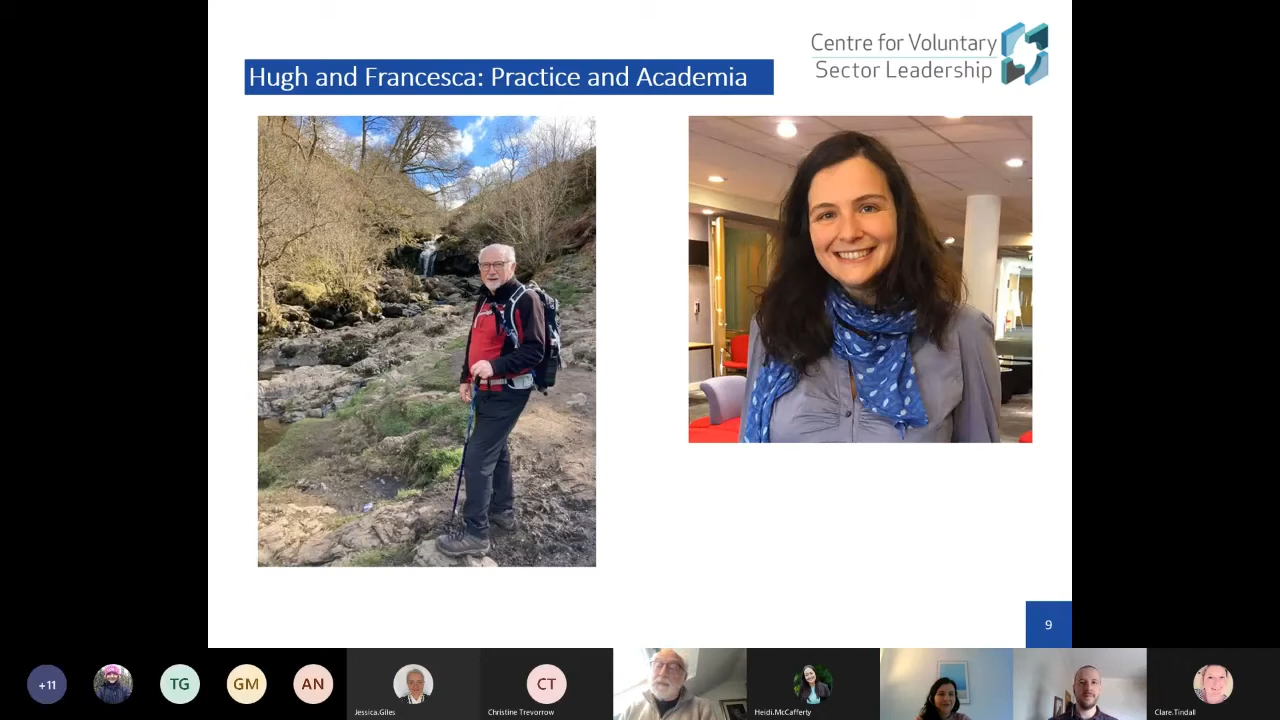 Centre for Voluntary
Sector Leadership
Hugh and Francesca: Practice and Academia
9
+11
TG
GM
AN
Jessica.Giles
CT
Christine Trevorrow
Heidi.McCafferty
Clare.Tindall